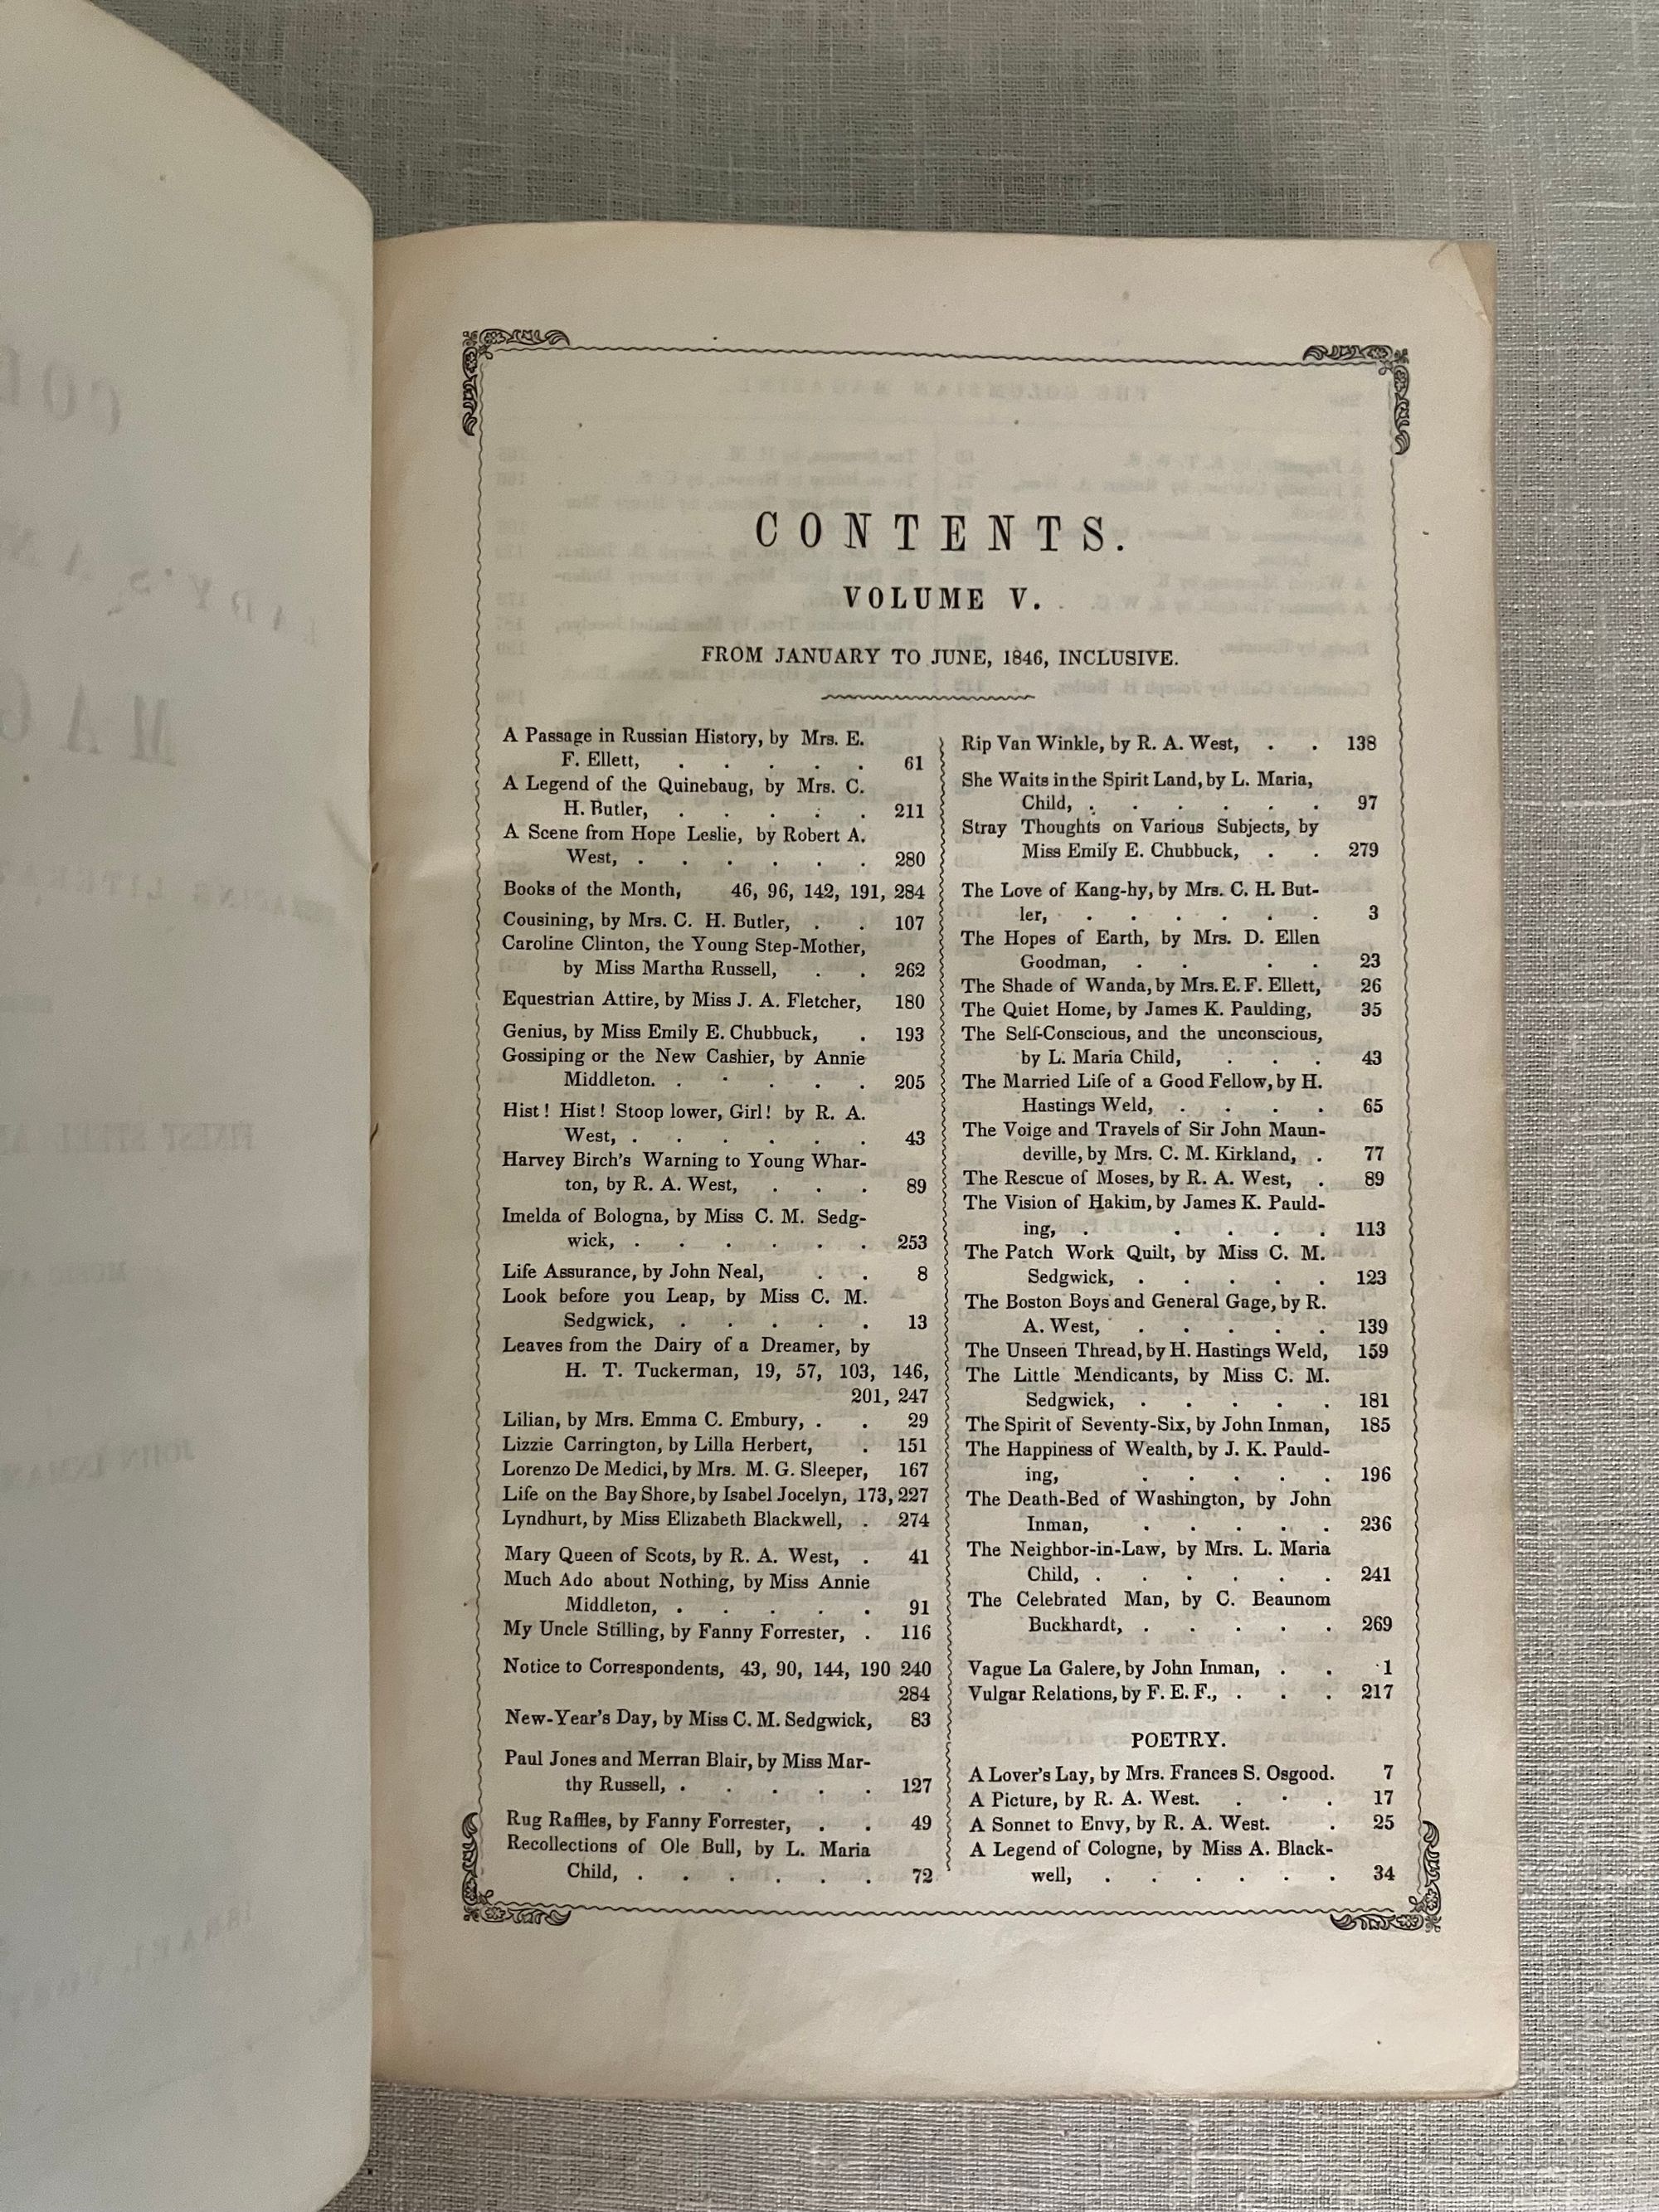 CONTENTS.
VOLUME V.
FROM JANUARY TO JUNE, 1846, INCLUSIVE.
A Passage in Russian History, by Mrs. E.
F. Ellett, . . . . . 61
A Legend of the Quinebaug, by Mrs. C.
H. Butler, . . . . . 211
A Scene from Hope Leslie, by Robert A.
West, . . . . . . 280
Books of the Month, 46, 96, 142, 191, 284
Cousining, by Mrs. C. H. Butler, . . 107
Caroline Clinton, the Young Step-Mother,
by Miss Martha Russell, . . 262
Equestrian Attire, by Miss J. A. Fletcher, 180
Genius, by Miss Emily E. Chubbuck, . 193
Gossiping or the New Cashier, by Annie
Middleton. . . . . . 205
Hist! Hist! Stoop lower, Girl! by R. A.
West, . . . . . . 43
Harvey Birch's Warning to Young Whar-
ton, by R. A. West, . . . 89
Imelda of Bologna, by Miss C. M. Sedg-
wick, . . . . . . 253
Life Assurance, by John Neal, . . 8
Look before you Leap, by Miss C. M.
Sedgwick, . . . . . 13
Leaves from the Dairy of a Dreamer, by
H. T. Tuckerman, 19, 57, 103, 146,
201, 247
Lilian, by Mrs. Emma C. Embury, . . 29
Lizzie Carrington, by Lilla Herbert, . 151
Lorenzo De Medici, by Mrs. M. G. Sleeper, 167
Life on the Bay Shore, by Isabel Jocelyn, 173, 227
Lyndhurt, by Miss Elizabeth Blackwell, . 274
Mary Queen of Scots, by R. A. West, . 41
Much Ado about Nothing, by Miss Annie
Middleton, . . . . . 91
My Uncle Stilling, by Fanny Forrester, . 116
Notice to Correspondents, 43, 90, 144, 190 240
284
New-Year's Day, by Miss C. M. Sedgwick, 83
Paul Jones and Merran Blair, by Miss Mar-
thy Russell, . . . . . 127
Rug Raffles, by Fanny Forrester, . . 49
Recollections of Ole Bull, by L. Maria
Child, . . . . . . 72
Rip Van Winkle, by R. A. West, . . 138
She Waits in the Spirit Land, by L. Maria,
Child, . . . . . . 97
Stray Thoughts on Various Subjects, by
Miss Emily E. Chubbuck, . . 279
The Love of Kang-hy, by Mrs. C. H. But-
ler, . . . . . . 3
The Hopes of Earth, by Mrs. D. Ellen
Goodman, . . . . 23
The Shade of Wanda, by Mrs. E. F. Ellett, 26
The Quiet Home, by James K. Paulding, 35
The Self-Conscious, and the unconscious,
by L. Maria Child, . . . 43
The Married Life of a Good Fellow, by H.
Hastings Weld, . . . . 65
The Voige and Travels of Sir John Maun-
deville, by Mrs. C. M. Kirkland, . 77
The Rescue of Moses, by R. A. West, . 89
The Vision of Hakim, by James K. Pauld-
ing, . . . . . 113
The Patch Work Quilt, by Miss C. M.
Sedgwick, . . . . . 123
The Boston Boys and General Gage, by R.
A. West, . . . . . 139
The Unseen Thread, by H. Hastings Weld, 159
The Little Mendicants, by Miss C. M.
Sedgwick, . . . . . 181
The Spirit of Seventy-Six, by John Inman, 185
The Happiness of Wealth, by J. K. Pauld-
ing, . . . . . 196
The Death-Bed of Washington, by John
Inman, . . . . . 236
The Neighbor-in-Law, by Mrs. L. Maria
Child, . . . . . . 241
The Celebrated Man, by C. Beaunom
Buckhardt, . . . . . 269
Vague La Galere, by John Inman, . . 1
Vulgar Relations, by F. E. F., . . . 217
POETRY.
A Lover's Lay, by Mrs. Frances S. Osgood. 7
A Picture, by R. A. West. . . . 17
A Sonnet to Envy, by R. A. West. . 25
A Legend of Cologne, by Miss A. Black-
well, . . . . . . 34